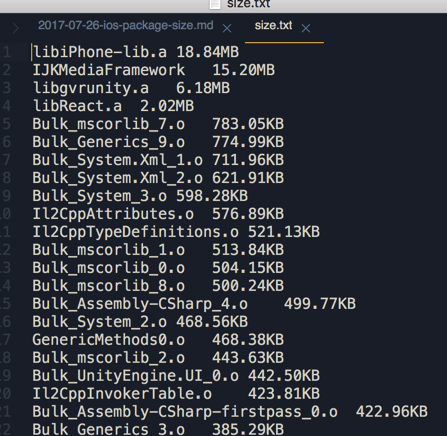 size.txt
2017-07-26-ios-package-size.md × size.txt ×
1 libiPhone-lib.a 18.84MB
2 IJKMediaFramework 15.20MB
3 libgvrunity.a 6.18MB
4 libReact.a 2.02MB
5 Bulk_mscorlib_7.o 783.05KB
6 Bulk_Generics_9.o 774.99KB
7 Bulk_System.Xml_1.o 711.96KB
8 Bulk_System.Xml_2.o 621.91KB
9 Bulk_System_3.o 598.28KB
10 Il2CppAttributes.o 576.89KB
11 Il2CppTypeDefinitions.o 521.13KB
12 Bulk_mscorlib_1.o 513.84KB
13 Bulk_mscorlib_0.o 504.15KB
14 Bulk_mscorlib_8.o 500.24KB
15 Bulk_Assembly-CSharp_4.o 499.77KB
16 Bulk_System_2.o 468.56KB
17 GenericMethods0.o 468.38KB
18 Bulk_mscorlib_2.o 443.63KB
19 Bulk_UnityEngine.UI_0.o 442.50KB
20 Il2CppInvokerTable.o 423.81KB
21 Bulk_Assembly-CSharp-firstpass_0.o 422.96KB
22 Bulk_Generics_3.o 385.29KB